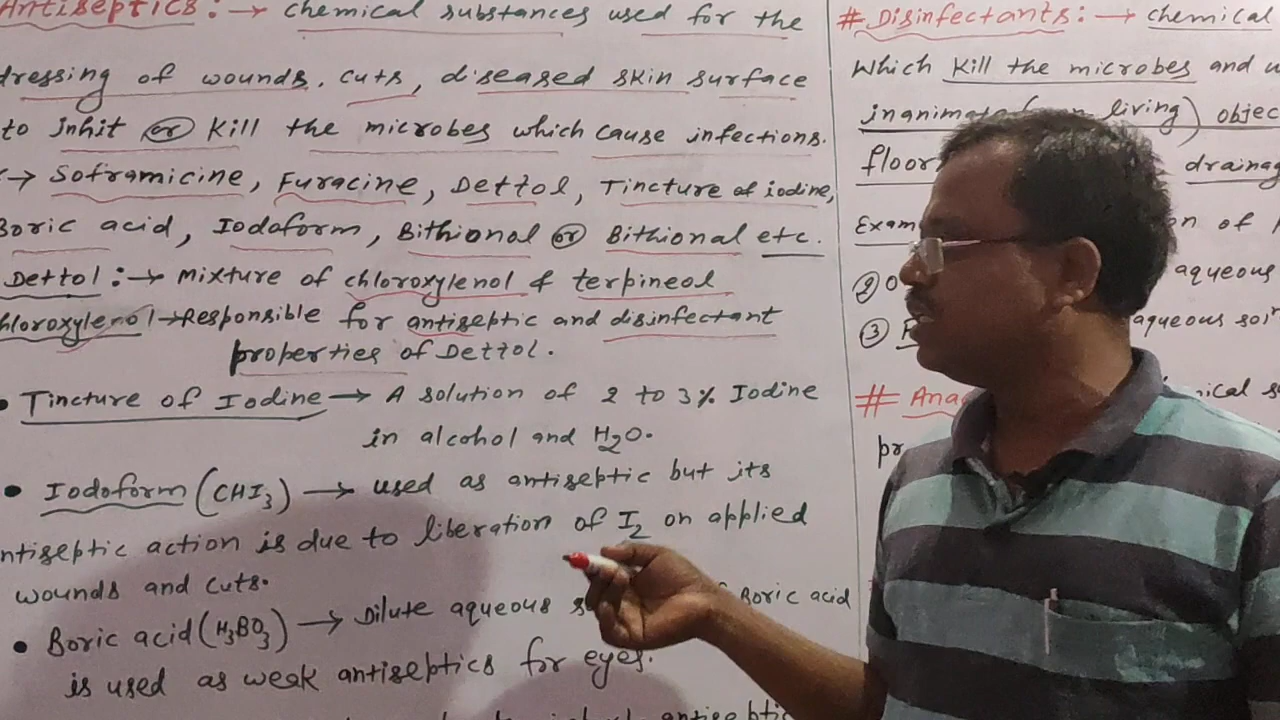 Antiseptics :→ chemical substances used for the
dressing of wounds, cuts, diseased skin surface
to inhit or kill the microbes which cause infections.
→ Soframicine, Furacine, Dettol, Tincture of iodine,
Boric acid, Iodoform, Bithional or Bithional etc.
Dettol :→ Mixture of chloroxylenol & terpineol
chloroxylenol→Responsible for antiseptic and disinfectant
properties of Dettol.
• Tincture of Iodine → A solution of 2 to 3% Iodine
in alcohol and H2O.
• Iodoform (CHI3) → used as antiseptic but its
antiseptic action is due to liberation of I2 on applied
wounds and cuts.
• Boric acid (H3BO3) → Dilute aqueous Boric acid
is used as weak antiseptics for eyes.
antiseptic
# Disinfectants :→ chemical
Which kill the microbes and
inanimate living) objec
floor drainag
Exam on of
② aqueous
③ aqueous sol
# Ana ical s
pr